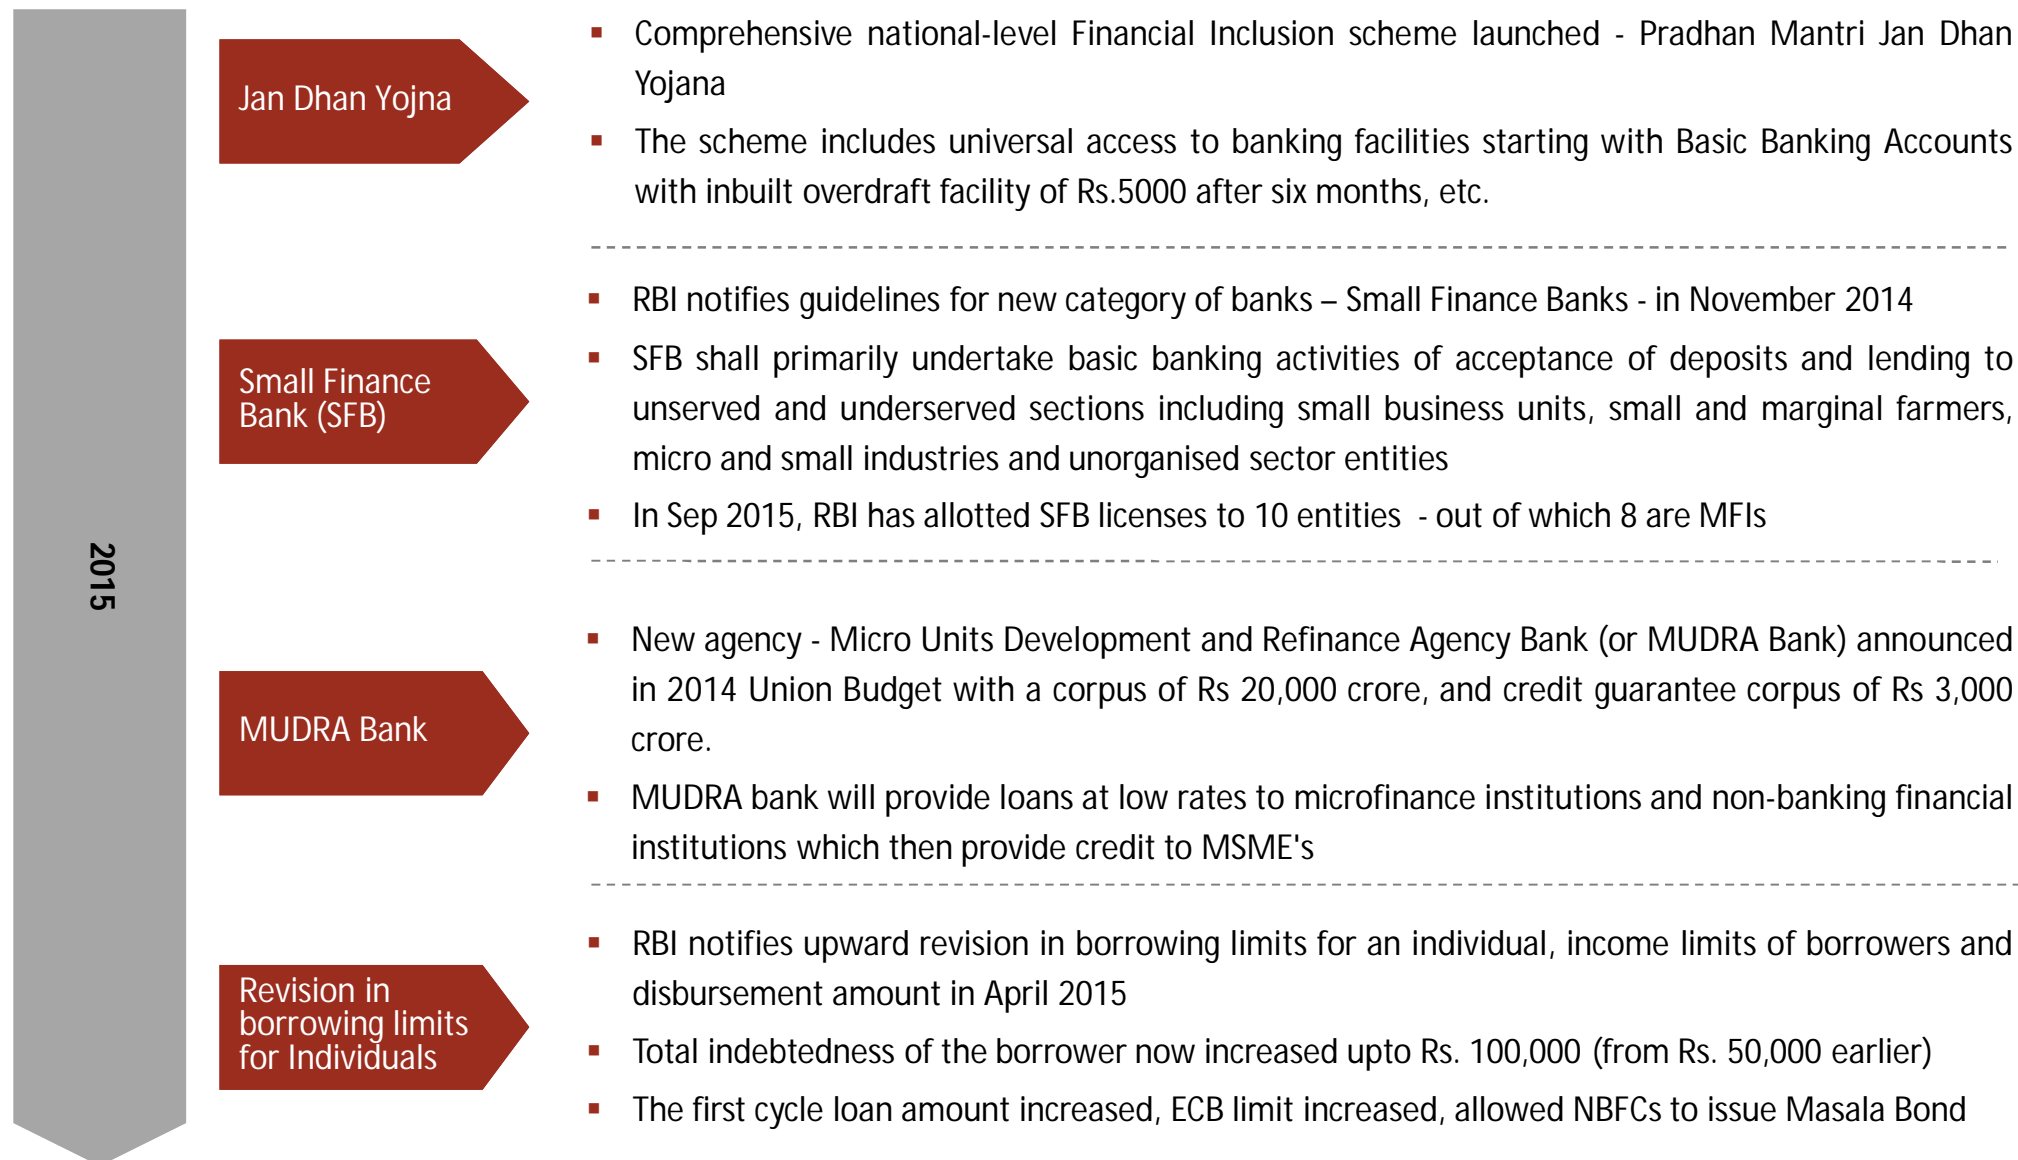 2015
Jan Dhan Yojna
▪ Comprehensive national-level Financial Inclusion scheme launched - Pradhan Mantri Jan Dhan
Yojana
▪ The scheme includes universal access to banking facilities starting with Basic Banking Accounts
with inbuilt overdraft facility of Rs.5000 after six months, etc.
Small Finance
Bank (SFB)
▪ RBI notifies guidelines for new category of banks – Small Finance Banks - in November 2014
▪ SFB shall primarily undertake basic banking activities of acceptance of deposits and lending to
unserved and underserved sections including small business units, small and marginal farmers,
micro and small industries and unorganised sector entities
▪ In Sep 2015, RBI has allotted SFB licenses to 10 entities - out of which 8 are MFIs
MUDRA Bank
▪ New agency - Micro Units Development and Refinance Agency Bank (or MUDRA Bank) announced
in 2014 Union Budget with a corpus of Rs 20,000 crore, and credit guarantee corpus of Rs 3,000
crore.
▪ MUDRA bank will provide loans at low rates to microfinance institutions and non-banking financial
institutions which then provide credit to MSME's
Revision in
borrowing limits
for Individuals
▪ RBI notifies upward revision in borrowing limits for an individual, income limits of borrowers and
disbursement amount in April 2015
▪ Total indebtedness of the borrower now increased upto Rs. 100,000 (from Rs. 50,000 earlier)
▪ The first cycle loan amount increased, ECB limit increased, allowed NBFCs to issue Masala Bond